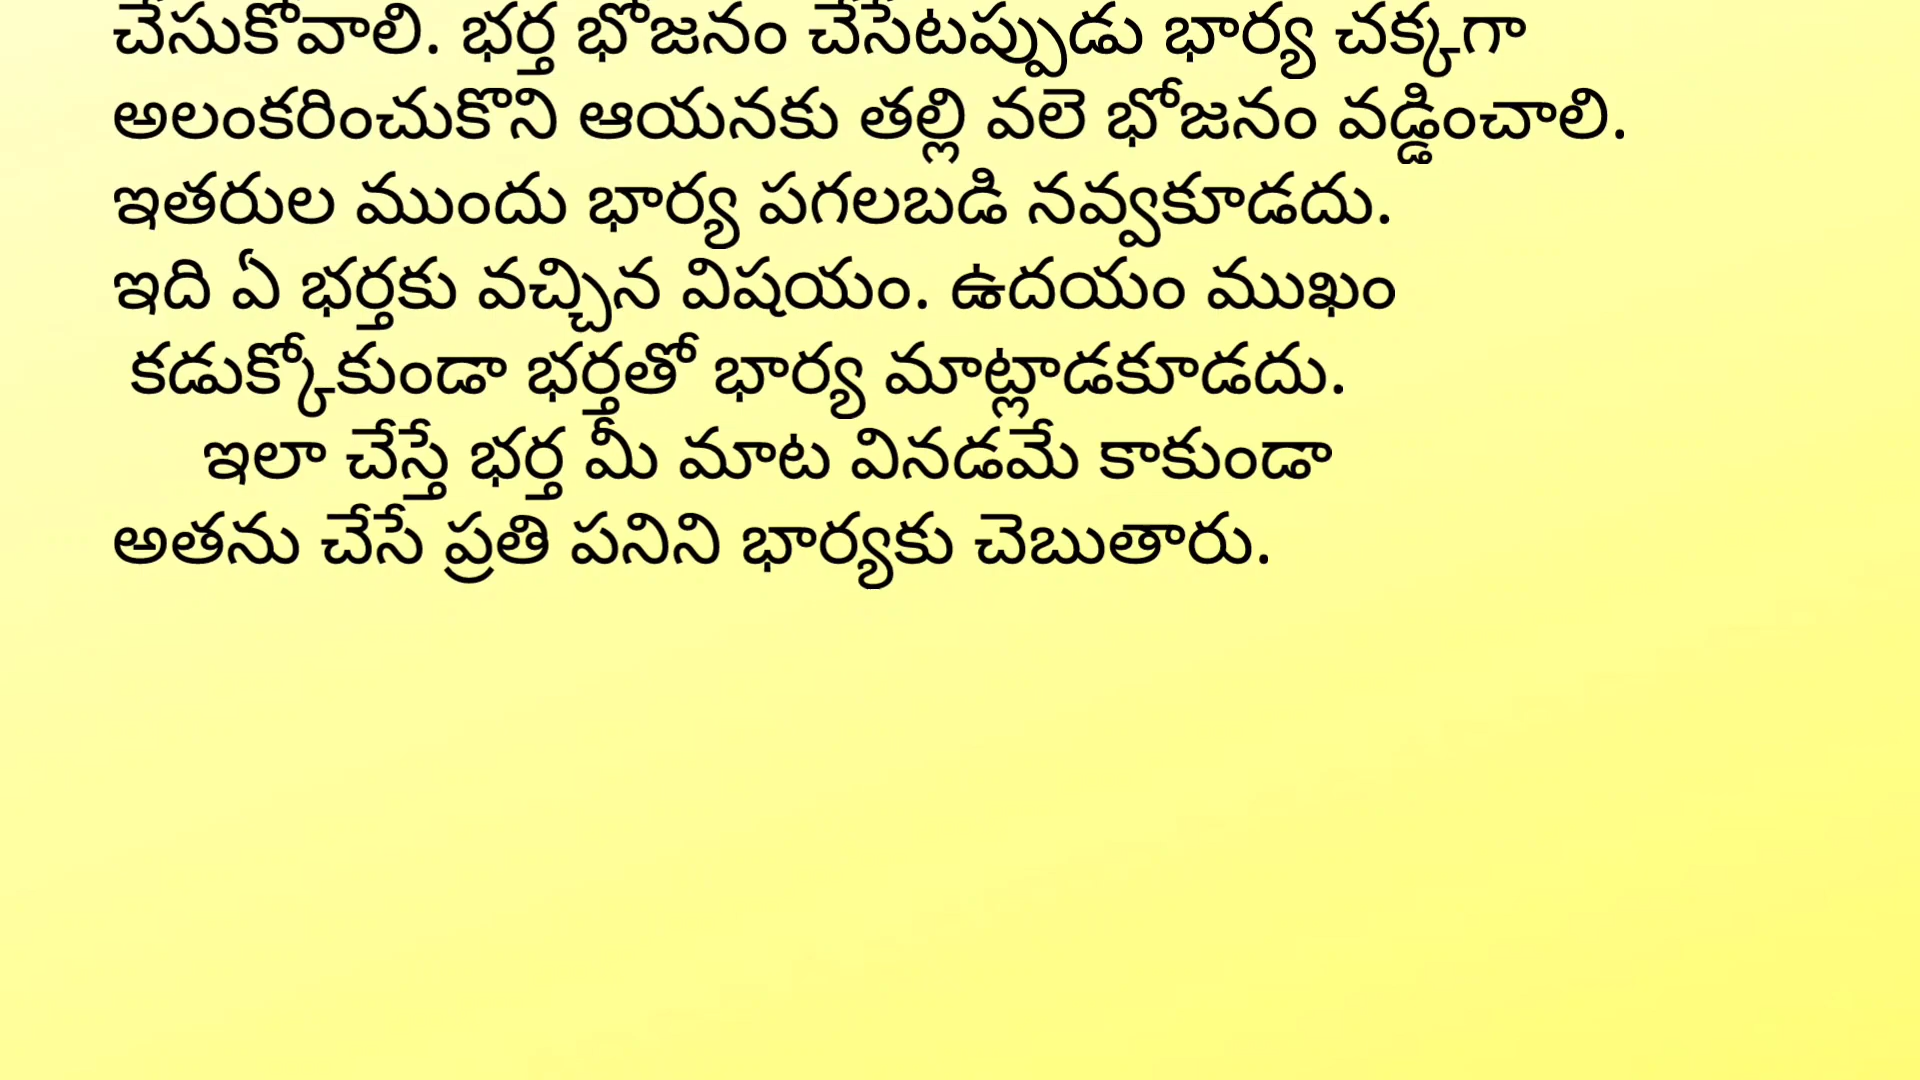 చేసుకోవాలి. భర్త భోజనం చేసేటప్పుడు భార్య చక్కగా
అలంకరించుకొని ఆయనకు తల్లి వలె భోజనం వడ్డించాలి.
ఇతరుల ముందు భార్య పగలబడి నవ్వకూడదు.
ఇది ఏ భర్తకు వచ్చిన విషయం. ఉదయం ముఖం
కడుక్కోకుండా భర్తతో భార్య మాట్లాడకూడదు.
ఇలా చేస్తే భర్త మీ మాట వినడమే కాకుండా
అతను చేసే ప్రతి పనిని భార్యకు చెబుతారు.